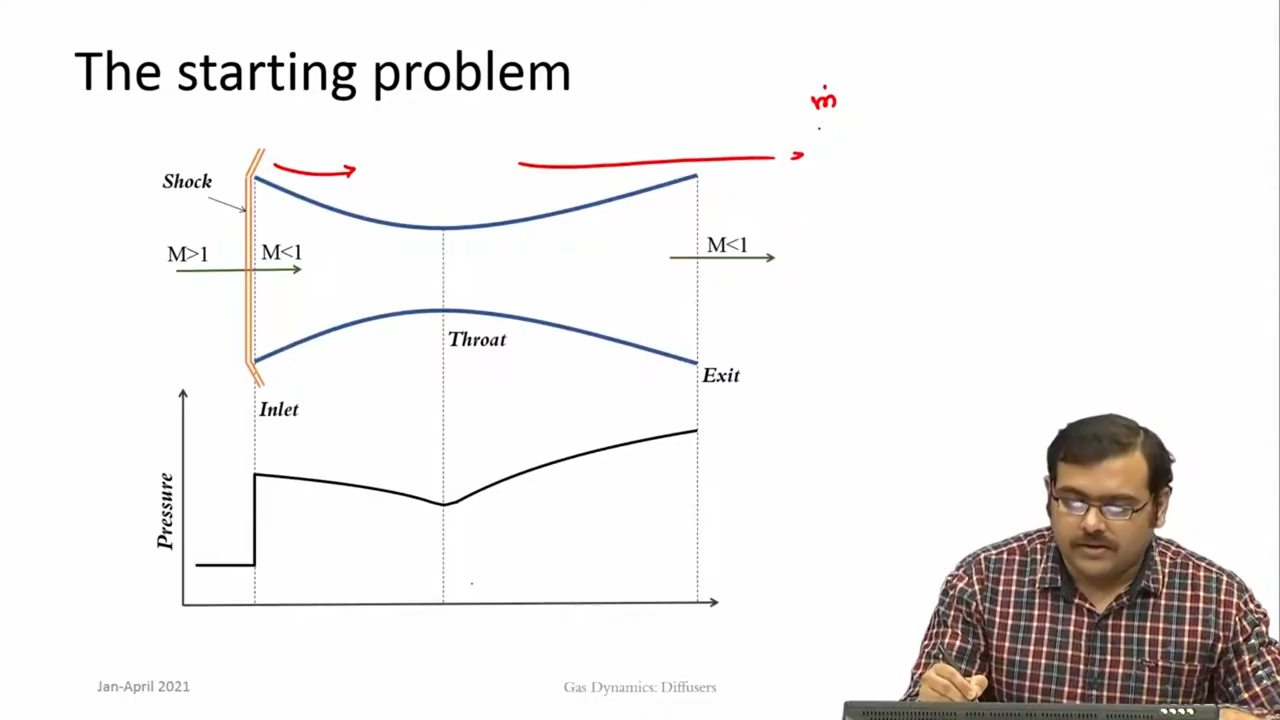 The starting problem
ṁ
Shock
M>1
M<1
M<1
Throat
Exit
Inlet
Pressure
Jan-April 2021
Gas Dynamics: Diffusers